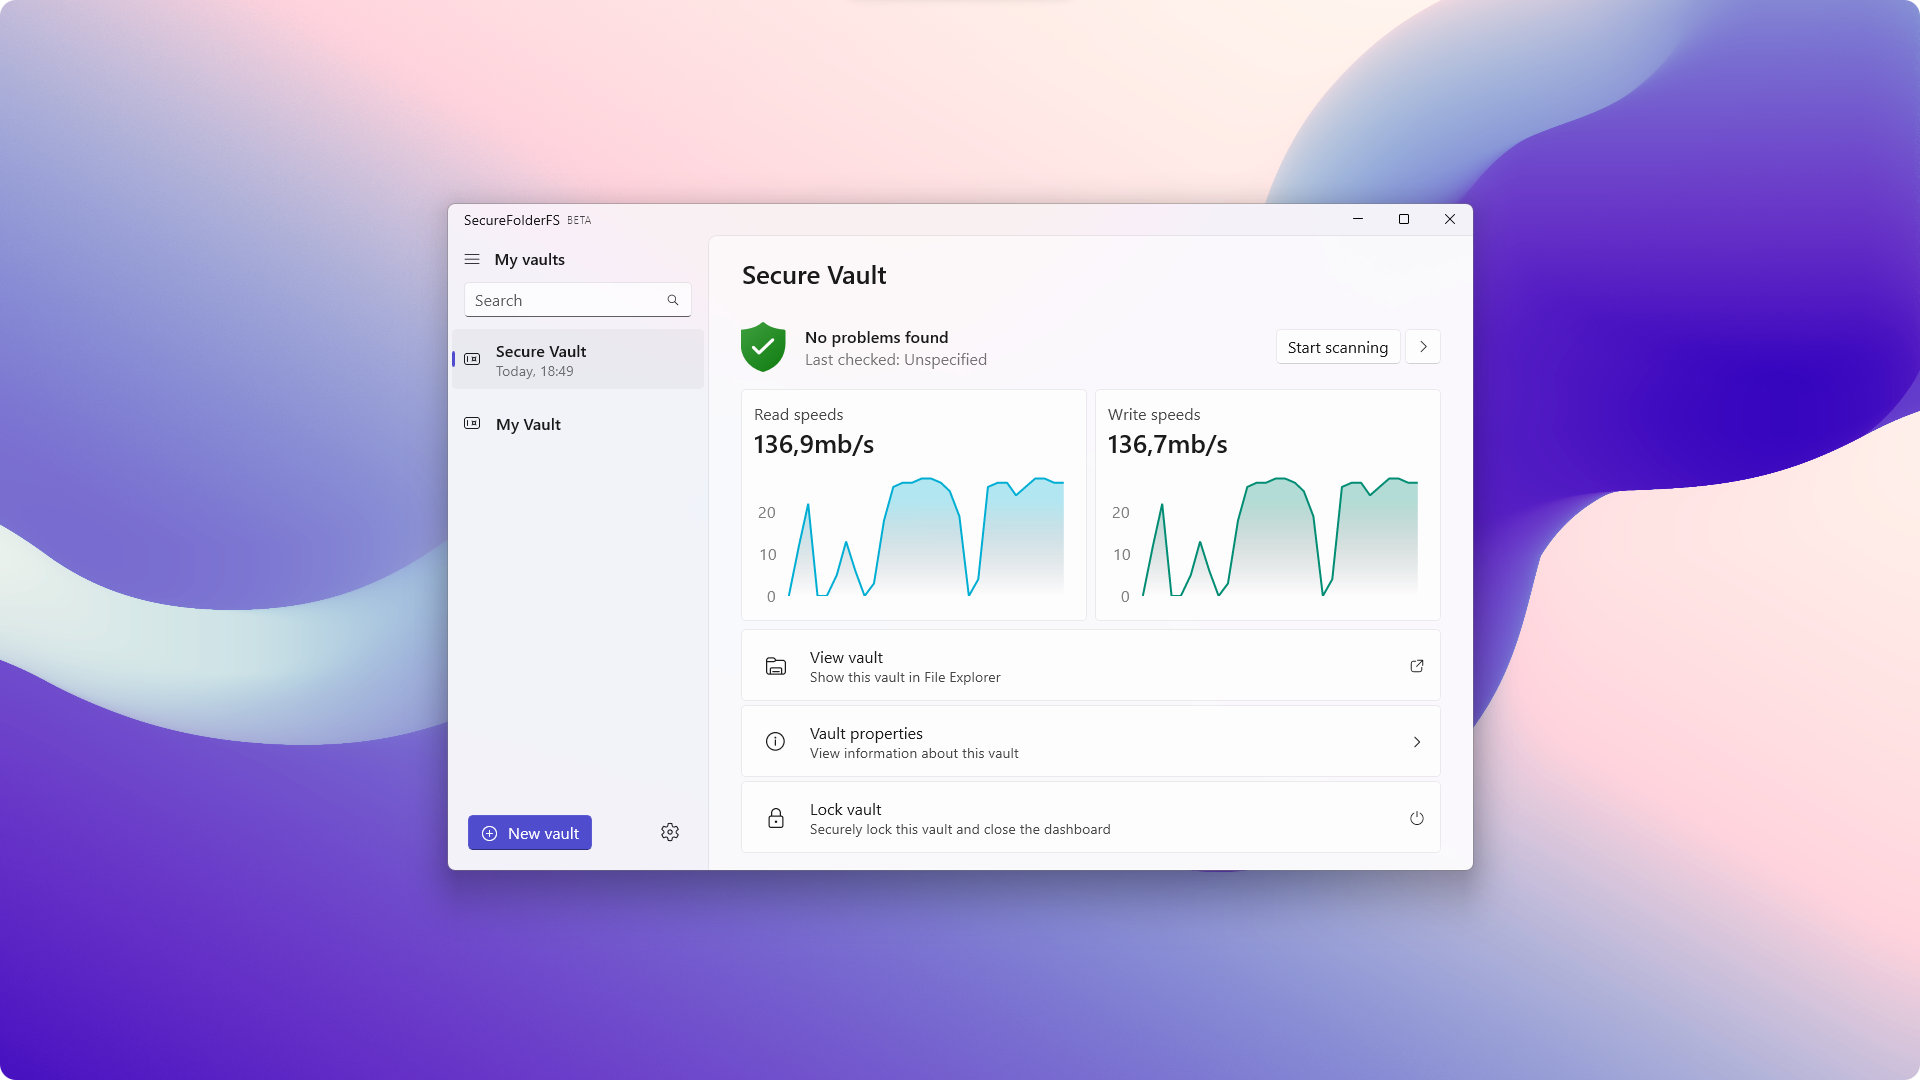 SecureFolderFS BETA
My vaults
Search
Secure Vault
Today, 18:49
My Vault
New vault
Secure Vault
No problems found
Last checked: Unspecified
Start scanning
Read speeds
136,9mb/s
20
10
0
Write speeds
136,7mb/s
20
10
0
View vault
Show this vault in File Explorer
Vault properties
View information about this vault
Lock vault
Securely lock this vault and close the dashboard